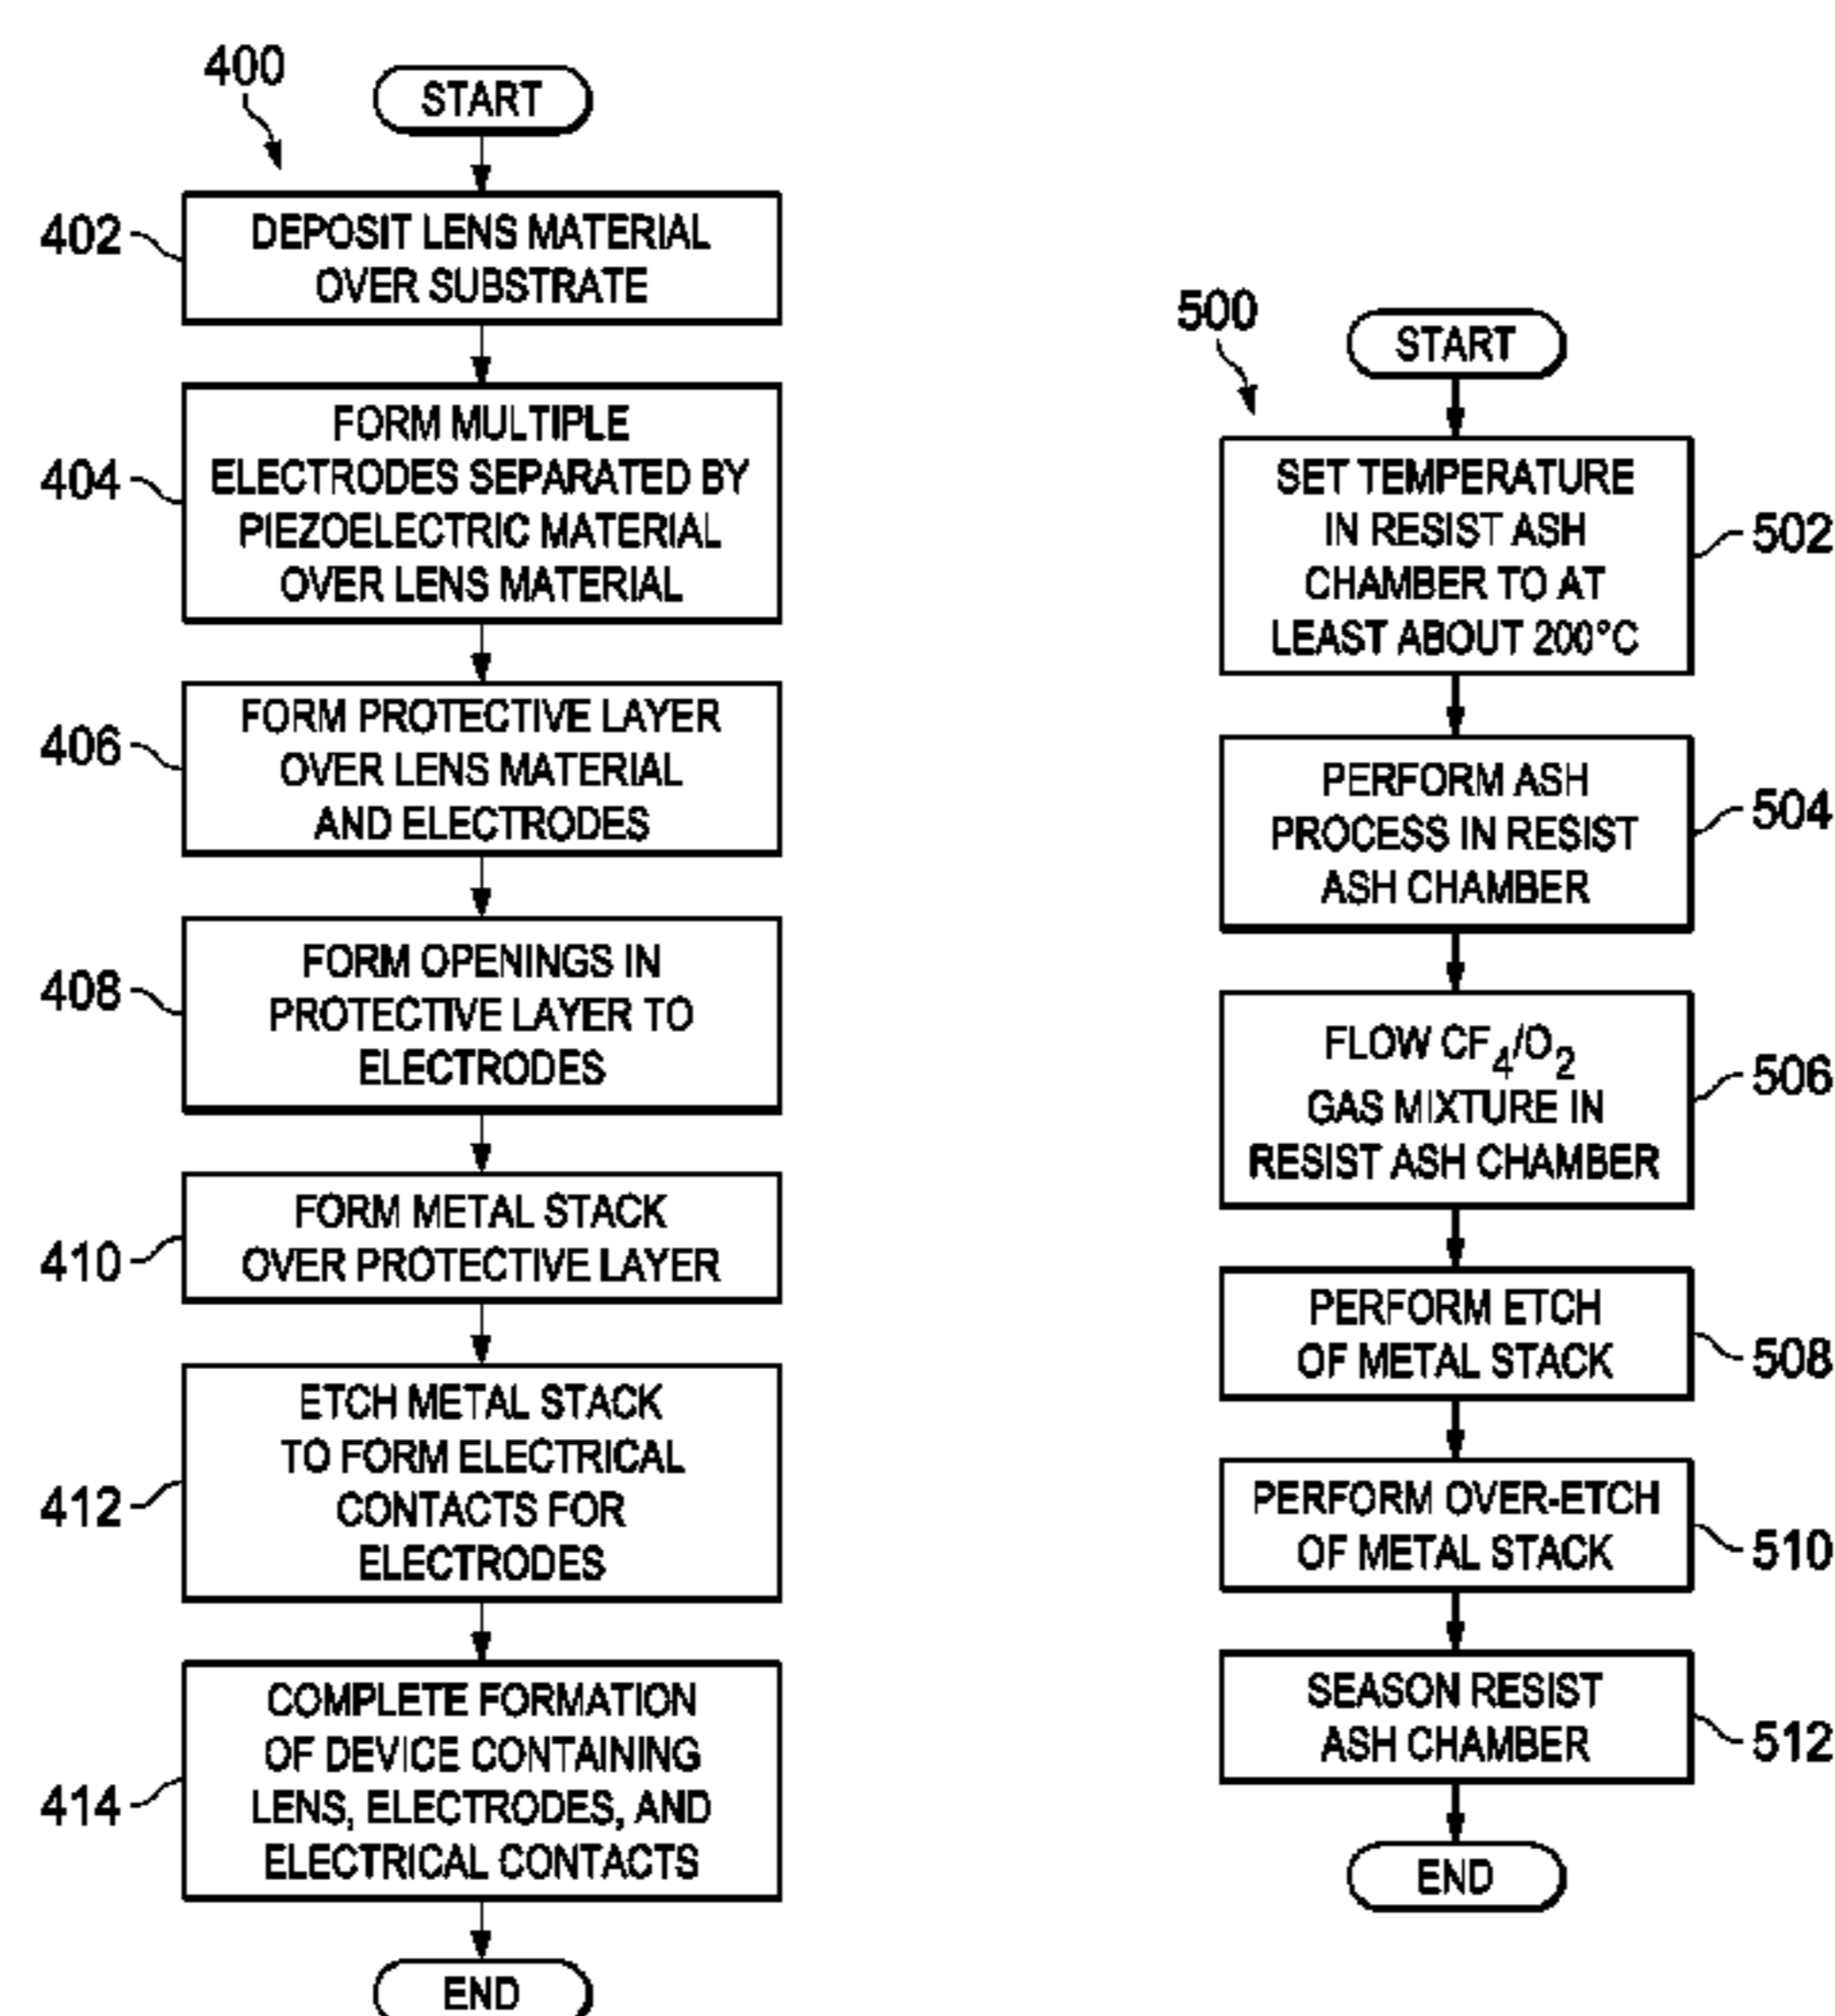 400
START
402
DEPOSIT LENS MATERIAL
OVER SUBSTRATE
404
FORM MULTIPLE
ELECTRODES SEPARATED BY
PIEZOELECTRIC MATERIAL
OVER LENS MATERIAL
406
FORM PROTECTIVE LAYER
OVER LENS MATERIAL
AND ELECTRODES
408
FORM OPENINGS IN
PROTECTIVE LAYER TO
ELECTRODES
410
FORM METAL STACK
OVER PROTECTIVE LAYER
412
ETCH METAL STACK
TO FORM ELECTRICAL
CONTACTS FOR
ELECTRODES
414
COMPLETE FORMATION
OF DEVICE CONTAINING
LENS, ELECTRODES, AND
ELECTRICAL CONTACTS
END
500
START
SET TEMPERATURE
IN RESIST ASH
CHAMBER TO AT
LEAST ABOUT 200°C
502
PERFORM ASH
PROCESS IN RESIST
ASH CHAMBER
504
FLOW CF4/O2
GAS MIXTURE IN
RESIST ASH CHAMBER
506
PERFORM ETCH
OF METAL STACK
508
PERFORM OVER-ETCH
OF METAL STACK
510
SEASON RESIST
ASH CHAMBER
512
END